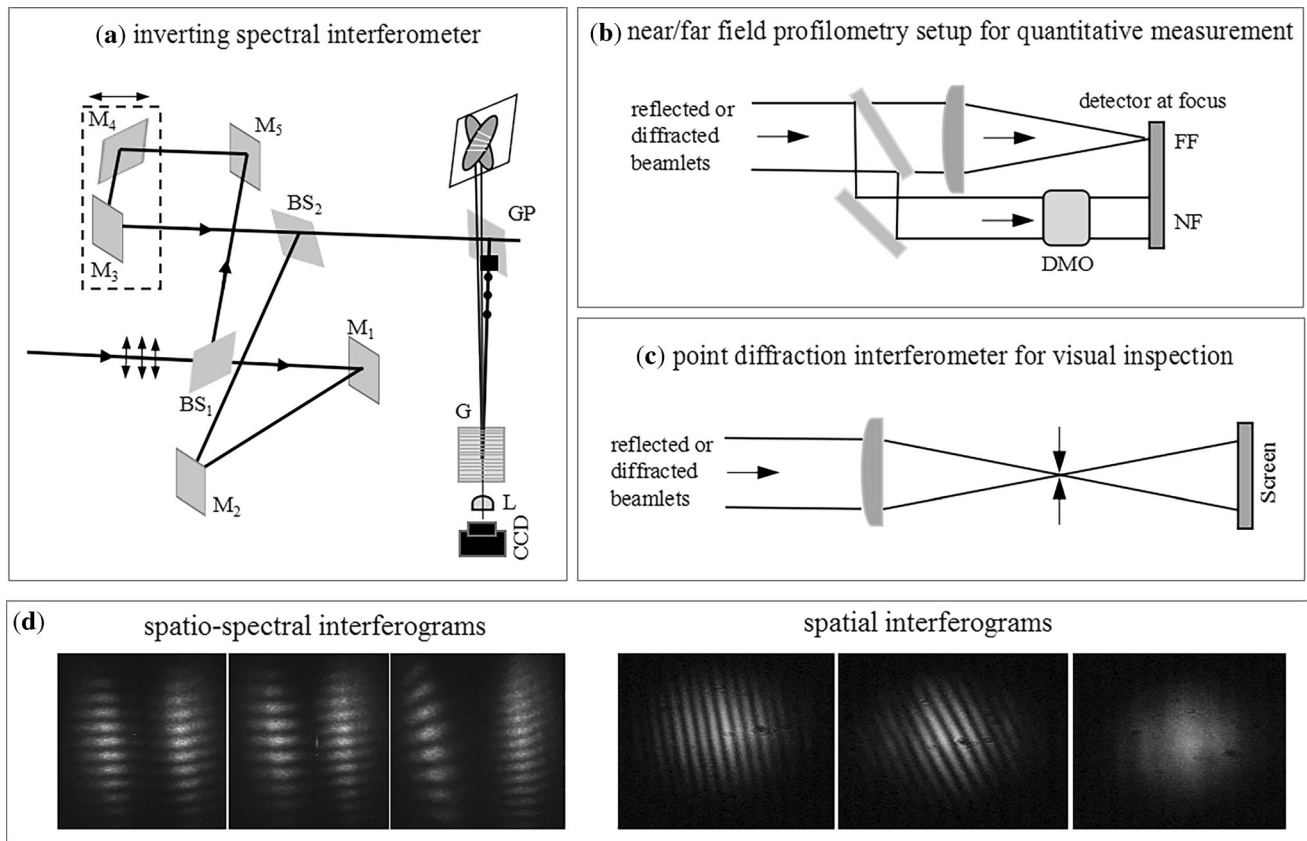 (a) inverting spectral interferometer
M4
M5
BS2
GP
M3
M1
BS1
G
M2
L
CCD
(b) near/far field profilometry setup for quantitative measurement
reflected or
diffracted
beamlets
detector at focus
FF
NF
DMO
(c) point diffraction interferometer for visual inspection
reflected or
diffracted
beamlets
Screen
(d)
spatio-spectral interferograms
spatial interferograms